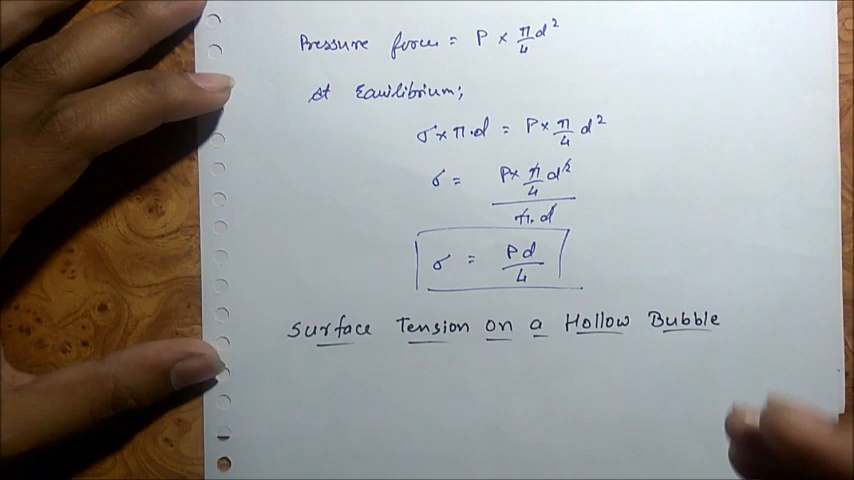 Pressure force = P × π/4 d²
At Equilibrium;
σ × π·d = P × π/4 d²
σ = P × π/4 d² / π·d
σ = Pd/4
Surface Tension on a Hollow Bubble